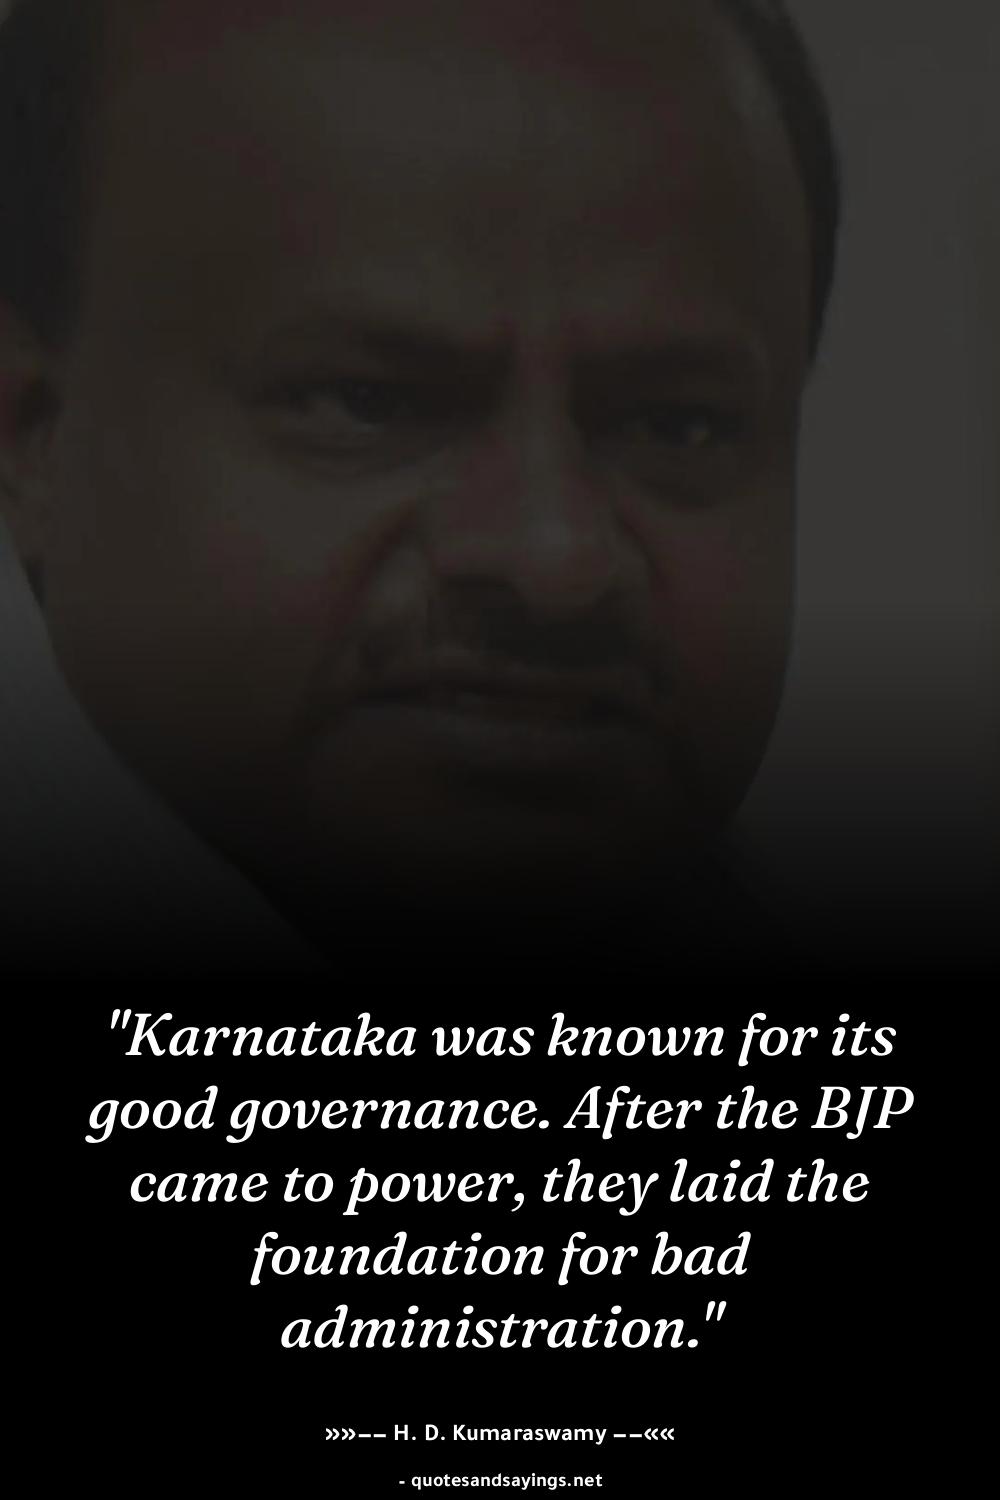 "Karnataka was known for its
good governance. After the BJP
came to power, they laid the
foundation for bad
administration."
»»−− H. D. Kumaraswamy −−««
- quotesandsayings.net